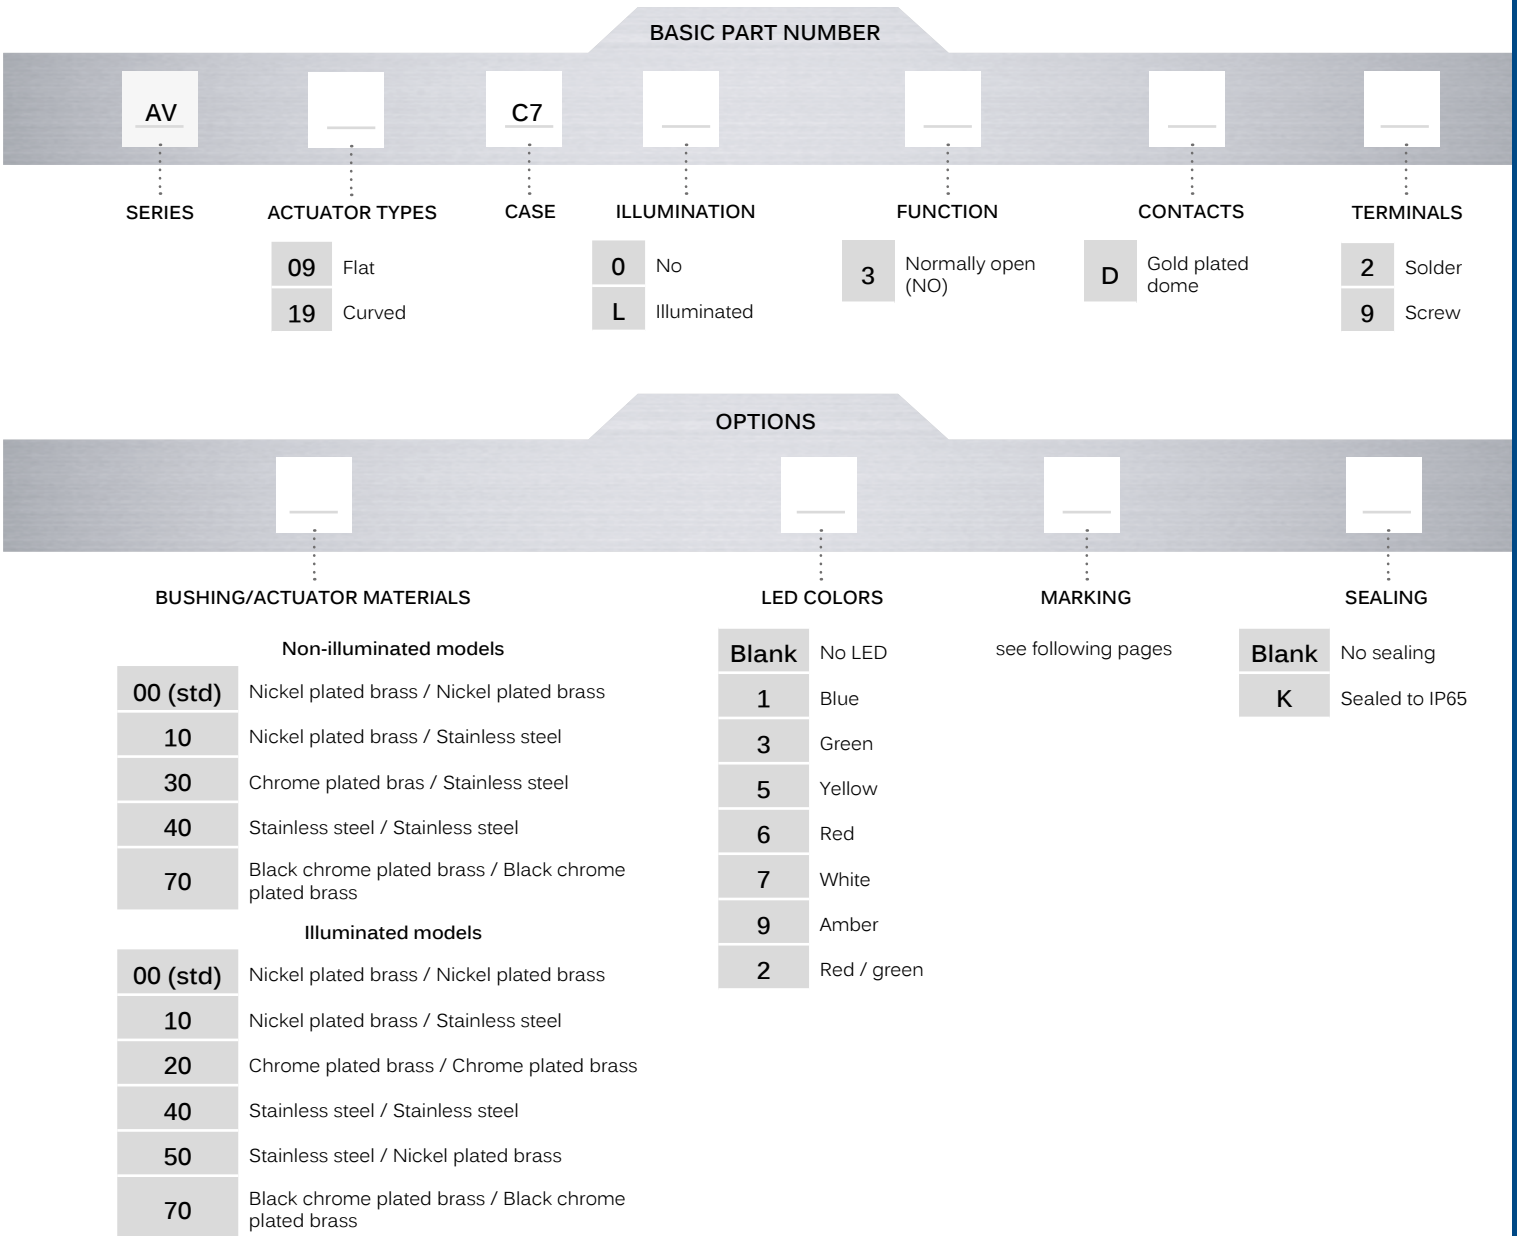 BASIC PART NUMBER
AV C7
SERIES ACTUATOR TYPES CASE ILLUMINATION FUNCTION CONTACTS TERMINALS
09 Flat
19 Curved
0 No
L Illuminated
3 Normally open
(NO)
D Gold plated
dome
2 Solder
9 Screw
OPTIONS
BUSHING/ACTUATOR MATERIALS LED COLORS MARKING SEALING
Non-illuminated models
00 (std) Nickel plated brass / Nickel plated brass
10 Nickel plated brass / Stainless steel
30 Chrome plated bras / Stainless steel
40 Stainless steel / Stainless steel
70 Black chrome plated brass / Black chrome
plated brass
Illuminated models
00 (std) Nickel plated brass / Nickel plated brass
10 Nickel plated brass / Stainless steel
20 Chrome plated brass / Chrome plated brass
40 Stainless steel / Stainless steel
50 Stainless steel / Nickel plated brass
70 Black chrome plated brass / Black chrome
plated brass
Blank No LED
1 Blue
3 Green
5 Yellow
6 Red
7 White
9 Amber
2 Red / green
see following pages
Blank No sealing
K Sealed to IP65